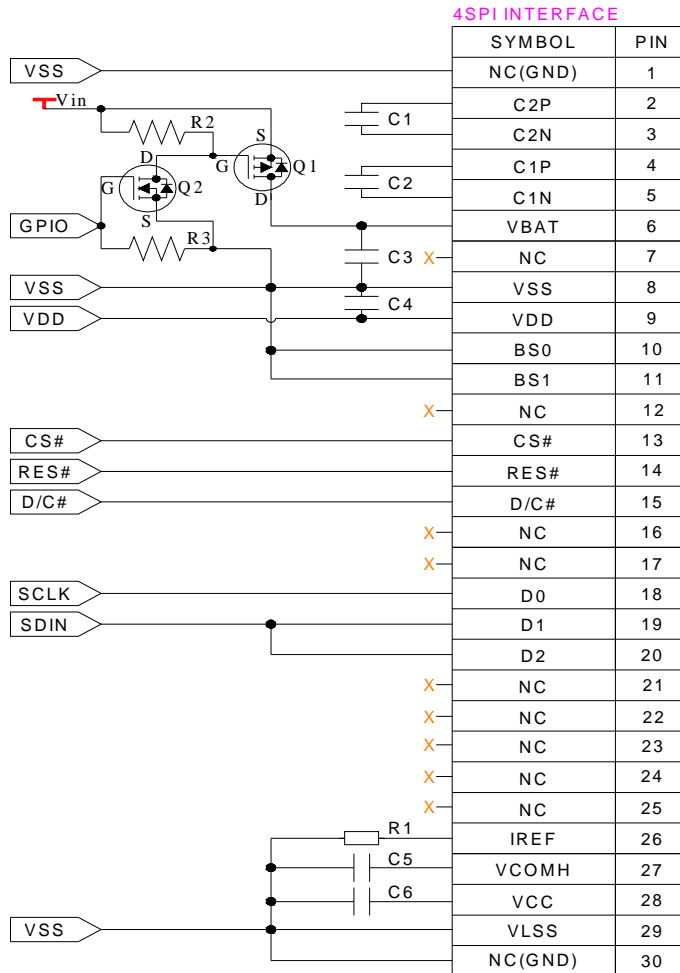 4SPI INTERFACE
SYMBOL PIN
VSS NC(GND) 1
Vin C2P 2
C1
R2 C2N 3
S
D G Q1 C1P 4
C2
G Q2 D C1N 5
GPIO S VBAT 6
R3 C3 X NC 7
VSS VSS 8
C4
VDD VDD 9
BS0 10
BS1 11
X NC 12
CS# CS# 13
RES# RES# 14
D/C# D/C# 15
X NC 16
X NC 17
SCLK D0 18
SDIN D1 19
D2 20
X NC 21
X NC 22
X NC 23
X NC 24
X NC 25
R1 IREF 26
C5 VCOMH 27
C6 VCC 28
VSS VLSS 29
NC(GND) 30